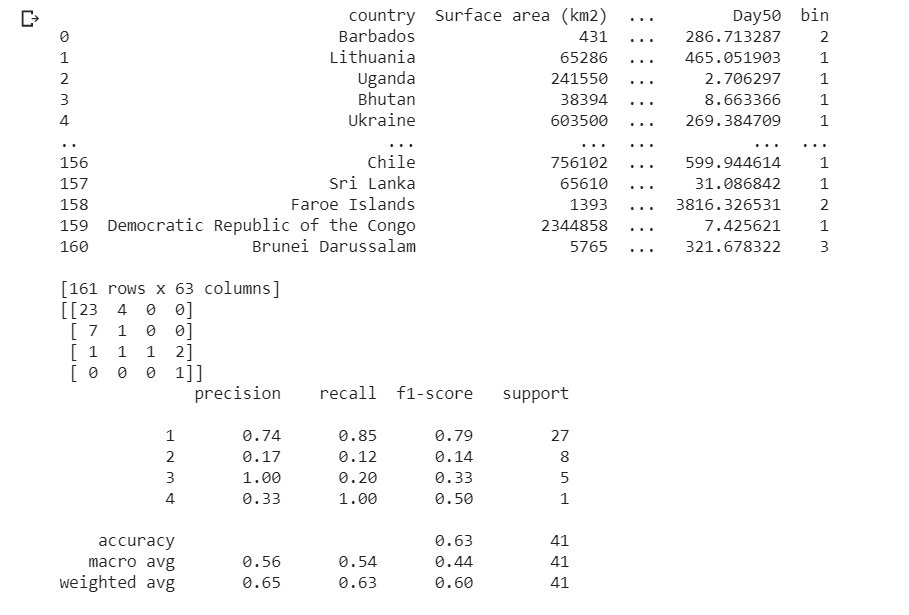 country Surface area (km2) ... Day50 bin
0 Barbados 431 ... 286.713287 2
1 Lithuania 65286 ... 465.051903 1
2 Uganda 241550 ... 2.706297 1
3 Bhutan 38394 ... 8.663366 1
4 Ukraine 603500 ... 269.384709 1
.. ... ... ... ... ...
156 Chile 756102 ... 599.944614 1
157 Sri Lanka 65610 ... 31.086842 1
158 Faroe Islands 1393 ... 3816.326531 2
159 Democratic Republic of the Congo 2344858 ... 7.425621 1
160 Brunei Darussalam 5765 ... 321.678322 3
[161 rows x 63 columns]
[[23 4 0 0]
[ 7 1 0 0]
[ 1 1 1 2]
[ 0 0 0 1]]
precision recall f1-score support
1 0.74 0.85 0.79 27
2 0.17 0.12 0.14 8
3 1.00 0.20 0.33 5
4 0.33 1.00 0.50 1
accuracy 0.63 41
macro avg 0.56 0.54 0.44 41
weighted avg 0.65 0.63 0.60 41